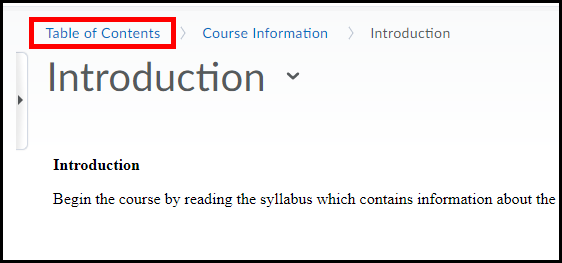 Table of Contents > Course Information > Introduction
Introduction
Introduction
Begin the course by reading the syllabus which contains information about the